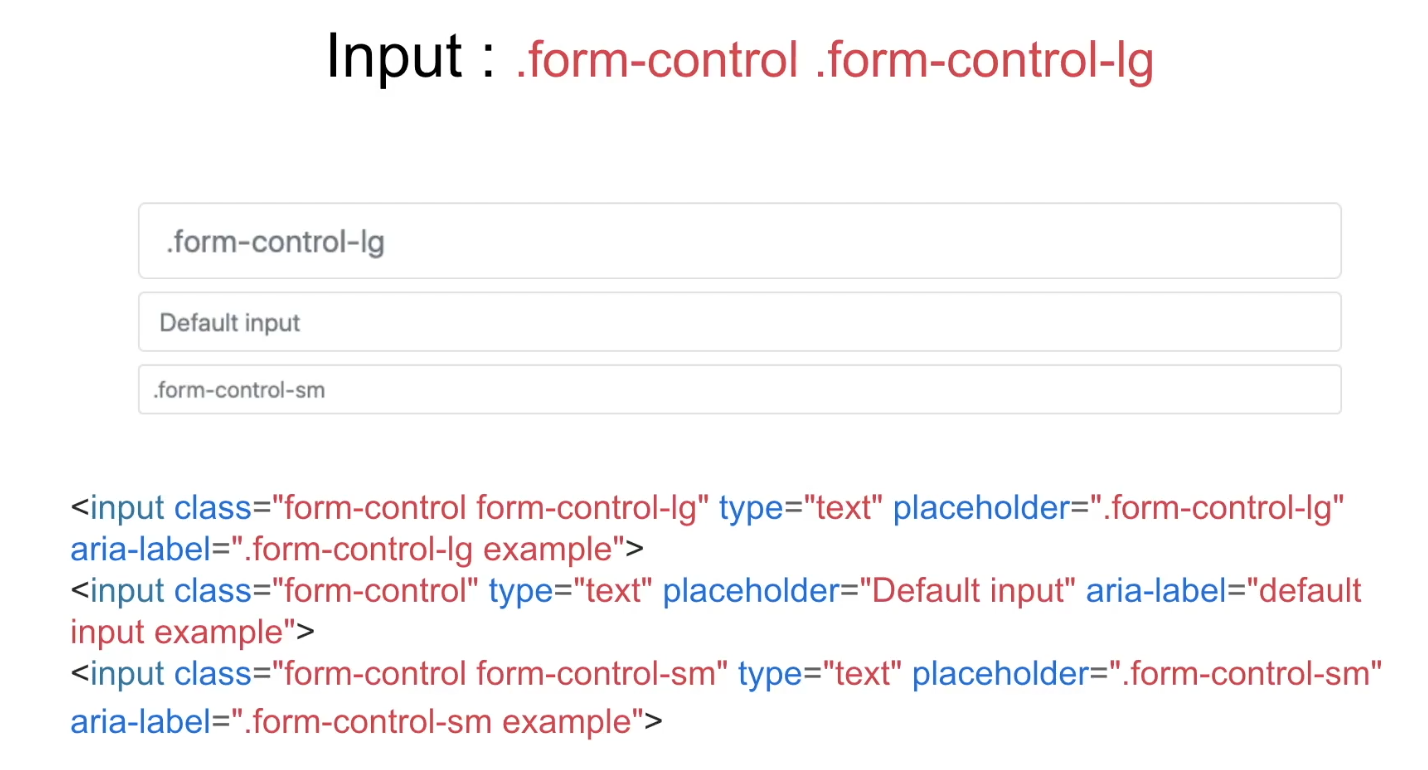 Input : .form-control .form-control-lg
.form-control-lg
Default input
.form-control-sm
<input class="form-control form-control-lg" type="text" placeholder=".form-control-lg"
aria-label=".form-control-lg example">
<input class="form-control" type="text" placeholder="Default input" aria-label="default
input example">
<input class="form-control form-control-sm" type="text" placeholder=".form-control-sm"
aria-label=".form-control-sm example">